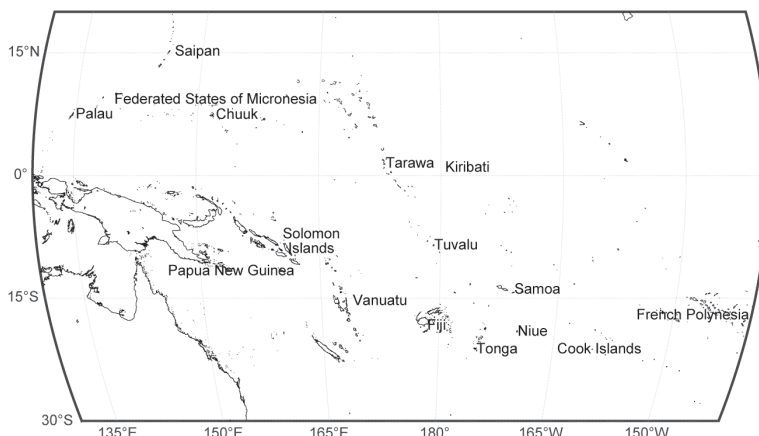 15°N
Saipan
Federated States of Micronesia
Palau
Chuuk
Tarawa
Kiribati
0°
Solomon
Islands
Tuvalu
Papua New Guinea
Samoa
15°S
Vanuatu
French Polynesia
Fiji
Niue
Tonga
Cook Islands
30°S
135°E
150°E
165°E
180°
165°W
150°W